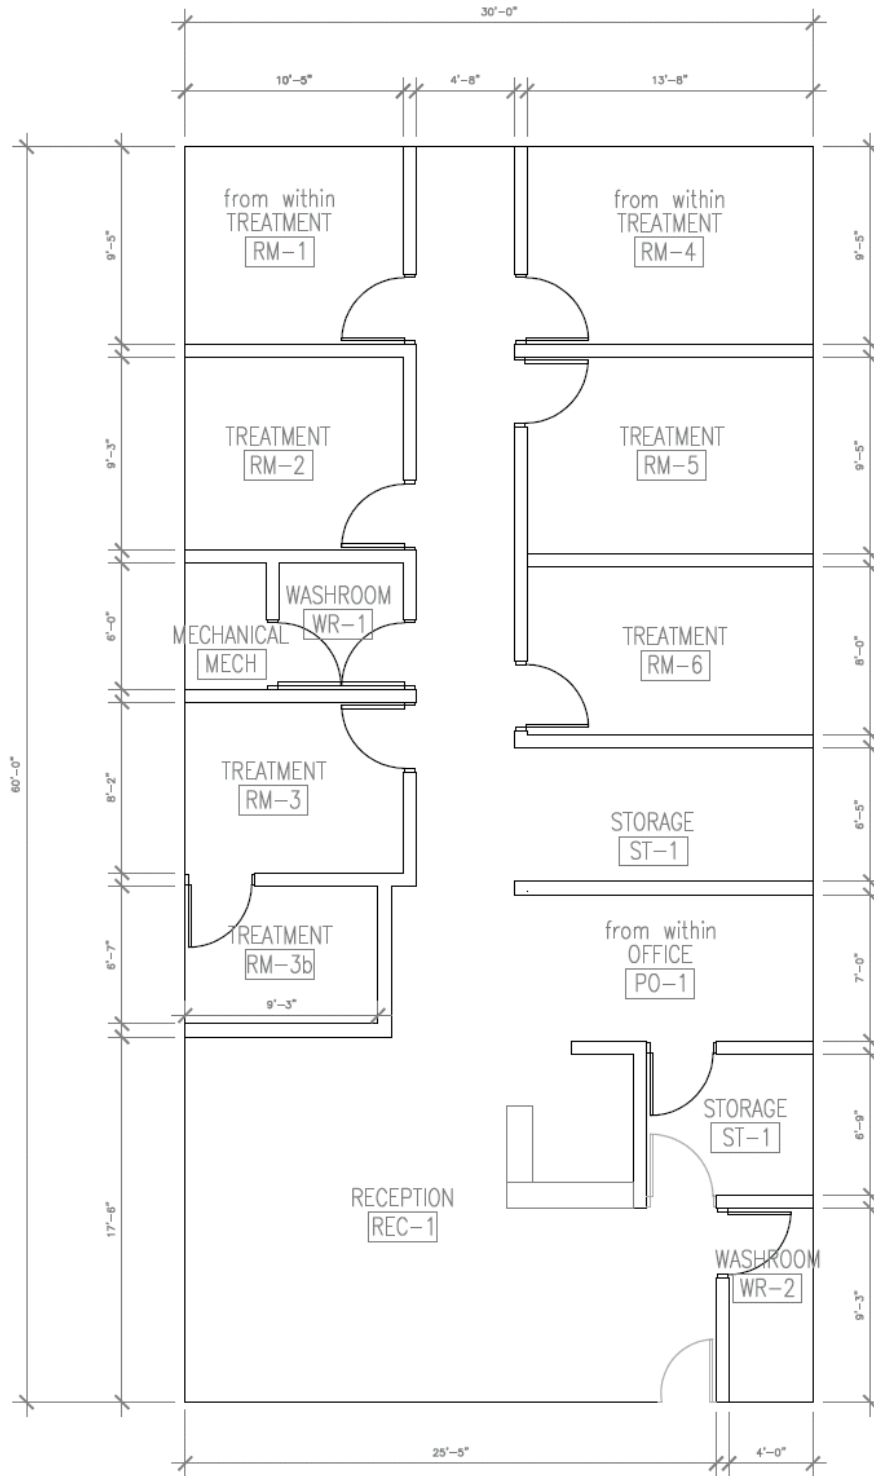 30'-0"
10'-5"
4'-8"
13'-8"
from within
TREATMENT
RM-1
from within
TREATMENT
RM-4
9'-5"
9'-5"
TREATMENT
RM-2
TREATMENT
RM-5
9'-3"
9'-5"
WASHROOM
WR-1
MECHANICAL
MECH
TREATMENT
RM-6
6'-0"
8'-0"
60'-0"
TREATMENT
RM-3
8'-2"
STORAGE
ST-1
6'-5"
TREATMENT
RM-3b
6'-7"
9'-3"
from within
OFFICE
PO-1
7'-0"
STORAGE
ST-1
6'-9"
RECEPTION
REC-1
17'-6"
WASHROOM
WR-2
9'-3"
25'-5"
4'-0"